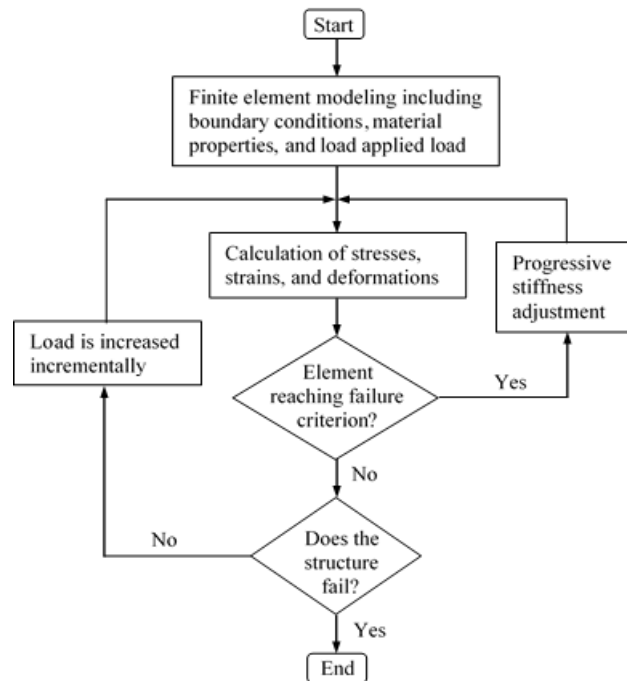 Start
Finite element modeling including
boundary conditions, material
properties, and load applied load
Calculation of stresses,
strains, and deformations
Progressive
stiffness
adjustment
Load is increased
incrementally
Element
reaching failure
criterion?
Yes
No
Does the
structure
fail?
No
Yes
End